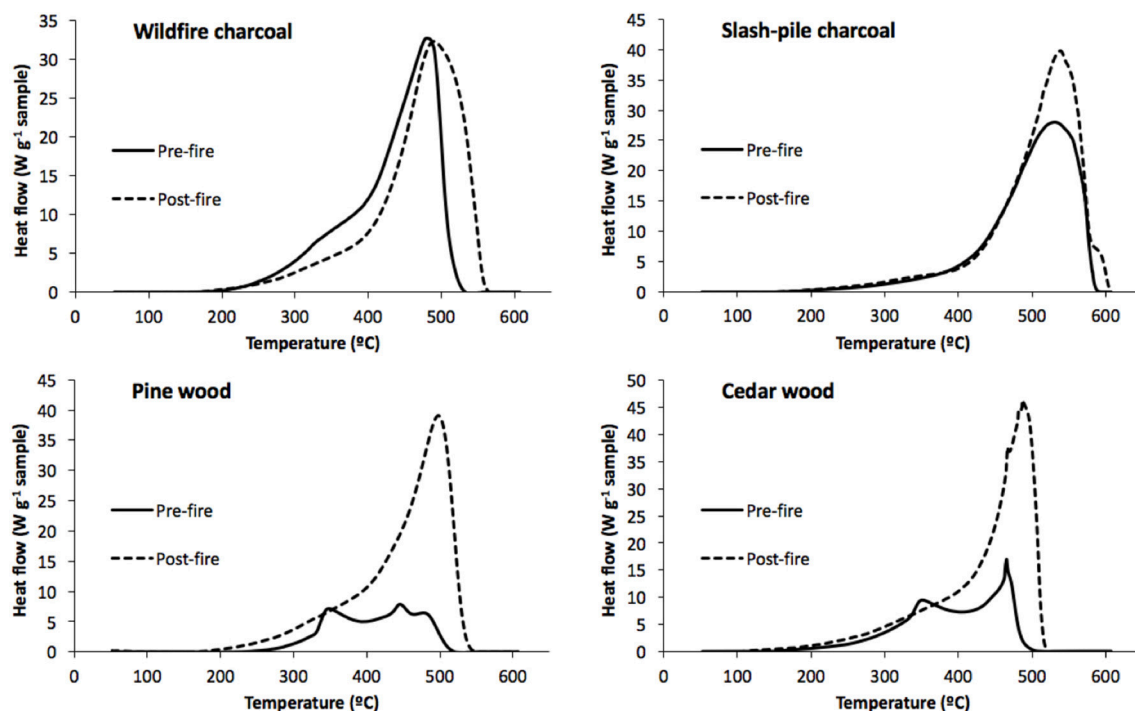 Wildfire charcoal
35
30
25
20
15
10
5
0
Heat flow (W g-1 sample)
Pre-fire
Post-fire
0 100 200 300 400 500 600
Temperature (ºC)
Slash-pile charcoal
45
40
35
30
25
20
15
10
5
0
Heat flow (W g-1 sample)
Pre-fire
Post-fire
0 100 200 300 400 500 600
Temperature (ºC)
Pine wood
45
40
35
30
25
20
15
10
5
0
Heat flow (W g-1 sample)
Pre-fire
Post-fire
0 100 200 300 400 500 600
Temperature (ºC)
Cedar wood
50
45
40
35
30
25
20
15
10
5
0
Heat flow (W g-1 sample)
Pre-fire
Post-fire
0 100 200 300 400 500 600
Temperature (ºC)